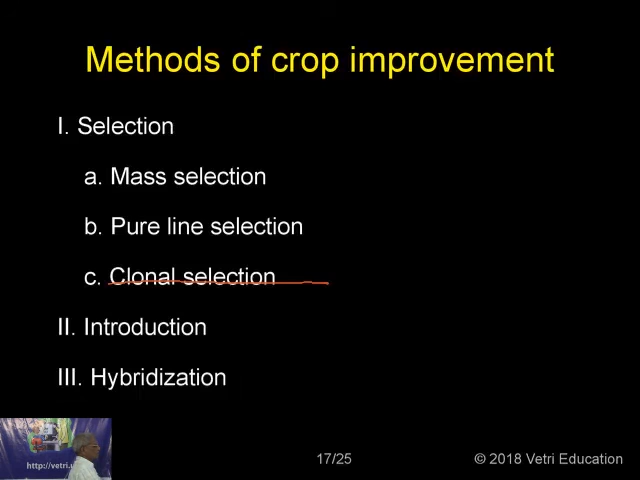 Methods of crop improvement
I. Selection
a. Mass selection
b. Pure line selection
c. Clonal selection
II. Introduction
III. Hybridization
http://vetri.
17/25
© 2018 Vetri Education